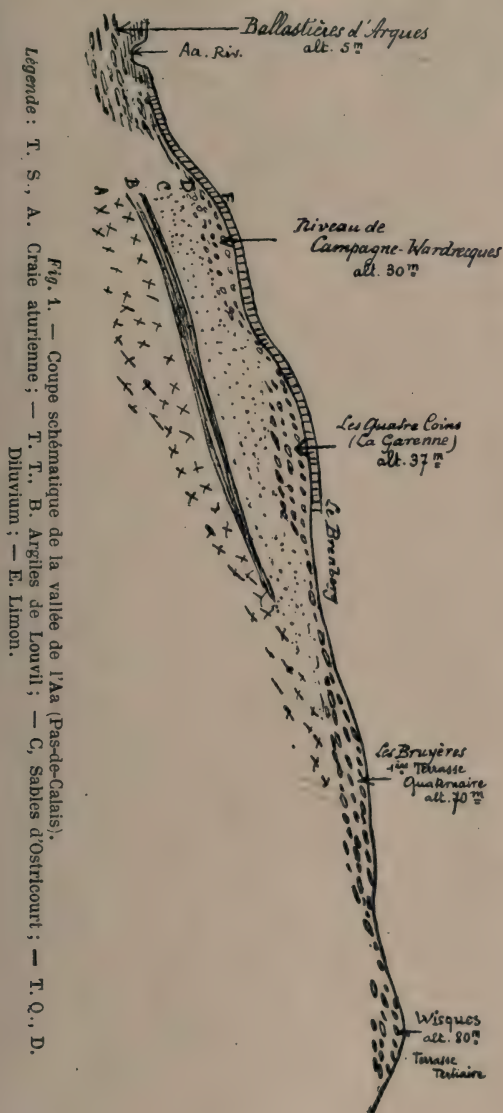 Ballastières d'Arques
alt. 5m
Aa. Riv.
Niveau de
Campagne-Wardrecques
alt. 30m
Les Quatre Coins
(La Garenne)
alt. 37m
Le Brenborg
Les Bruyères
1ère Terrasse
Quaternaire
alt. 70m
Wisques
alt. 80m
Terrasse
Tertiaire
A B C D E
Fig. 1. — Coupe schématique de la vallée de l'Aa (Pas-de-Calais).
Légende : T. S., A. Craie aturienne ; — T. T., B. Argiles de Louvil ; — C, Sables d'Ostricourt ; — T. Q., D.
Diluvium ; — E. Limon.